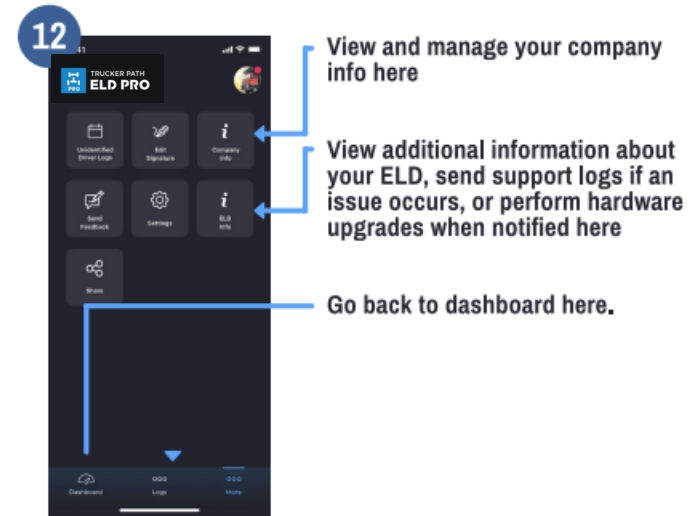 12
41
TRUCKER PATH
ELD PRO
PRO
Unidentified
Driver Logs
Edit
Signature
i
Company
Info
Send
Feedback
Settings
i
ELD
Info
Share
Dashboard
Logs
More
View and manage your company
info here
View additional information about
your ELD, send support logs if an
issue occurs, or perform hardware
upgrades when notified here
Go back to dashboard here.